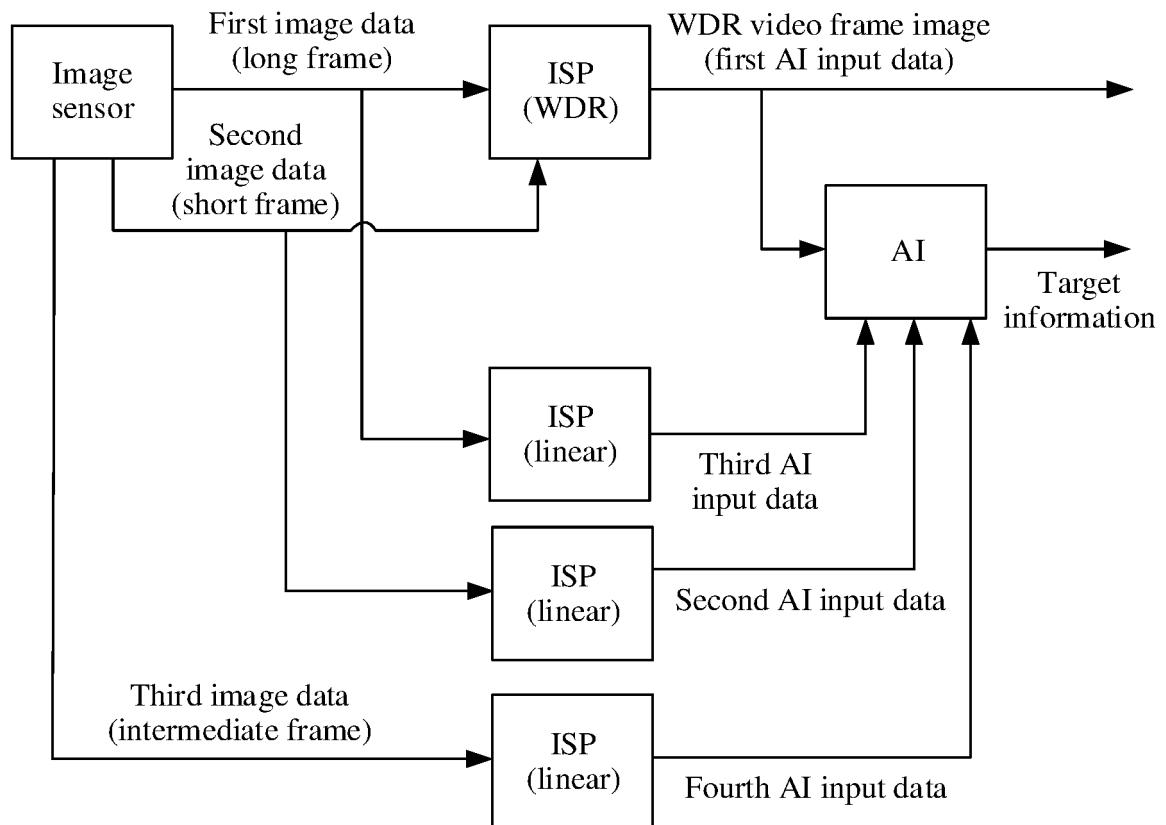 First image data
(long frame)
WDR video frame image
(first AI input data)
Image
sensor
ISP
(WDR)
Second
image data
(short frame)
AI
Target
information
ISP
(linear)
Third AI
input data
ISP
(linear)
Second AI input data
Third image data
(intermediate frame)
ISP
(linear)
Fourth AI input data